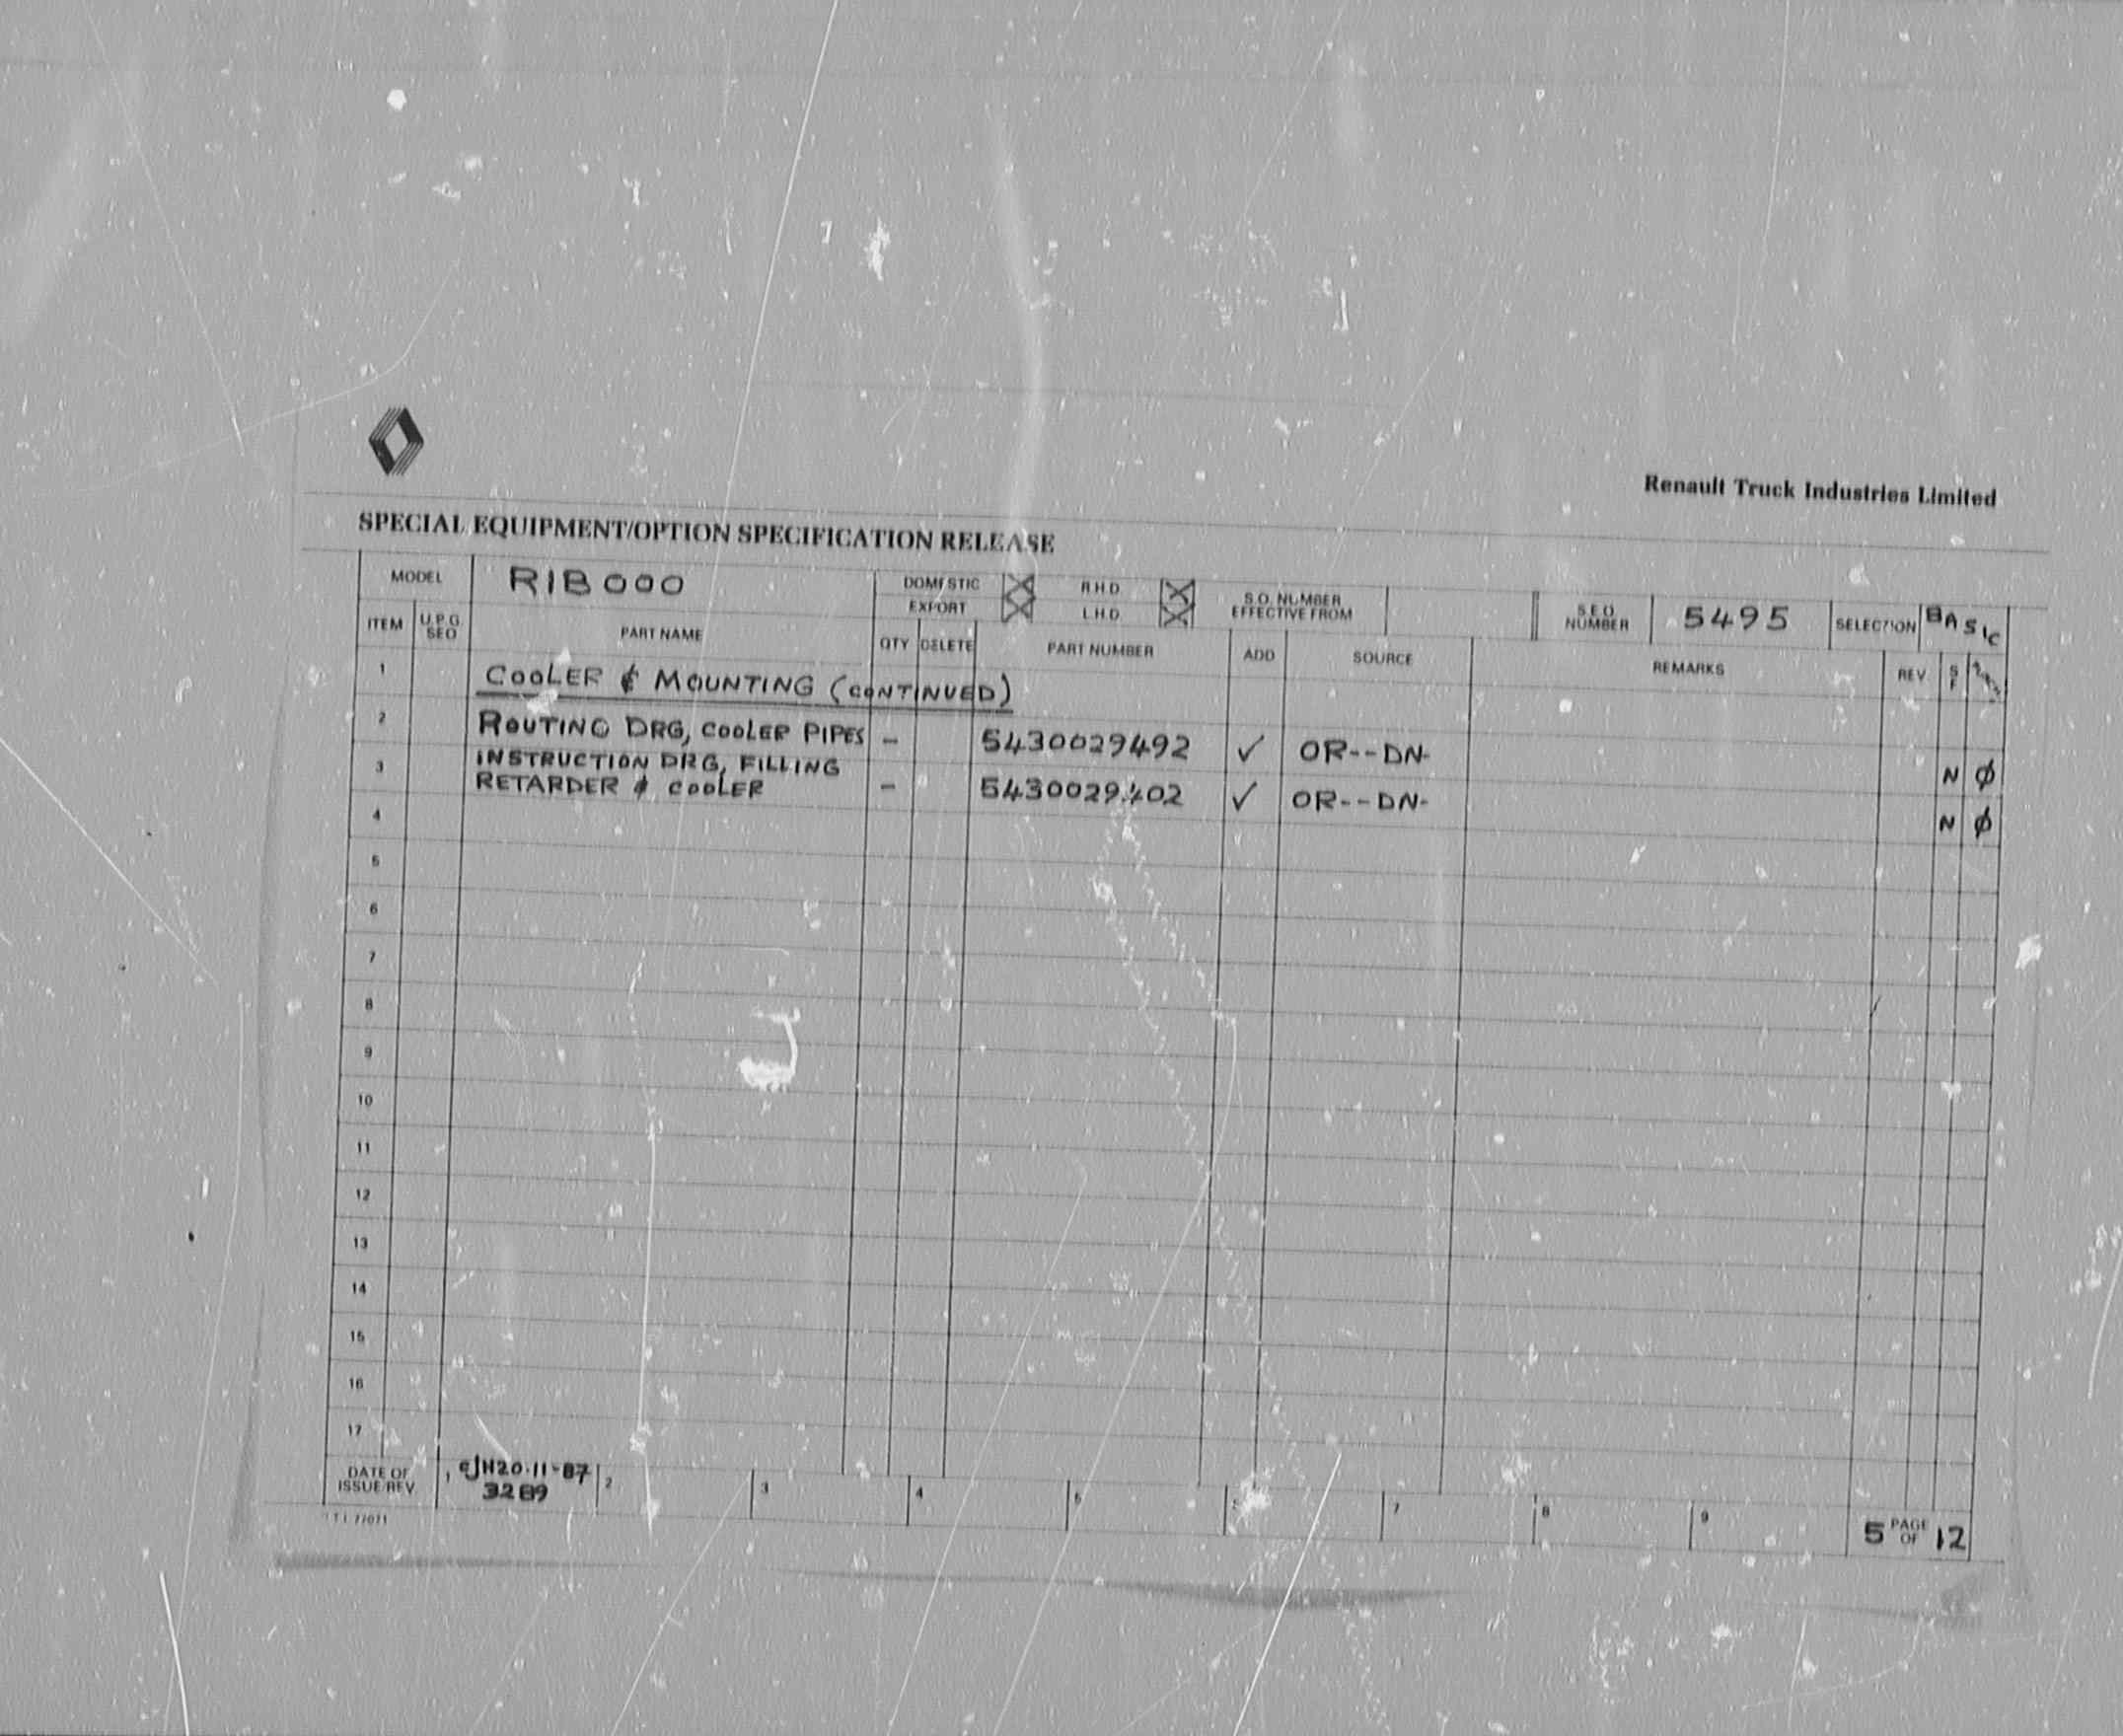 Renault Truck Industries Limited
SPECIAL EQUIPMENT/OPTION SPECIFICATION RELEASE
MODEL R1B000 DOMESTIC R.H.D. S.O. NUMBER EFFECTIVE FROM S.E.O. NUMBER 5495 SELECTION BASIC
EXPORT L.H.D.
ITEM U.P.G. SEO PART NAME QTY DELETE PART NUMBER ADD SOURCE REMARKS REV S F
1 COOLER & MOUNTING (CONTINUED)
2 ROUTING DRG, COOLER PIPES – 5430029492 ✓ OR--DN- N Ø
3 INSTRUCTION DRG, FILLING
RETARDER & COOLER – 5430029402 ✓ OR--DN- N Ø
4
5
6
7
8
9
10
11
12
13
14
15
16
17
DATE OF ISSUE/REV 1 CJH 20·11-87 2 3 4 5 7 8 9 5 PAGE OF 12
3289